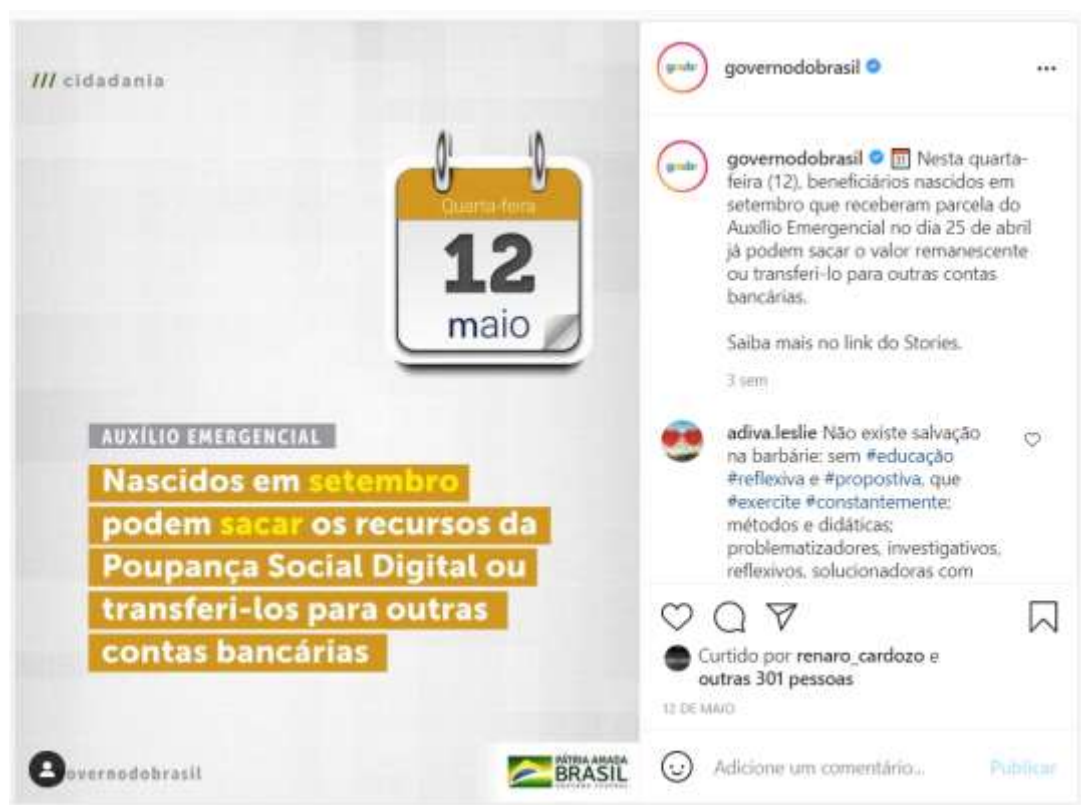 /// cidadania
Quarta-feira
12
maio
AUXÍLIO EMERGENCIAL
Nascidos em setembro
podem sacar os recursos da
Poupança Social Digital ou
transferi-los para outras
contas bancárias
overnodobrasil
PÁTRIA AMADA
BRASIL
GOVERNO FEDERAL
governodobrasil
governodobrasil Nesta quarta-
feira (12), beneficiários nascidos em
setembro que receberam parcela do
Auxílio Emergencial no dia 25 de abril
já podem sacar o valor remanescente
ou transferi-lo para outras contas
bancárias.
Saiba mais no link do Stories.
3 sem
adiva.leslie Não existe salvação
na barbárie: sem #educação
#reflexiva e #propostiva, que
#exercite #constantemente;
métodos e didáticas;
problematizadores, investigativos,
reflexivos, solucionadoras com
Curtido por renaro_cardozo e
outras 301 pessoas
12 DE MAIO
Adicione um comentário...
Publicar